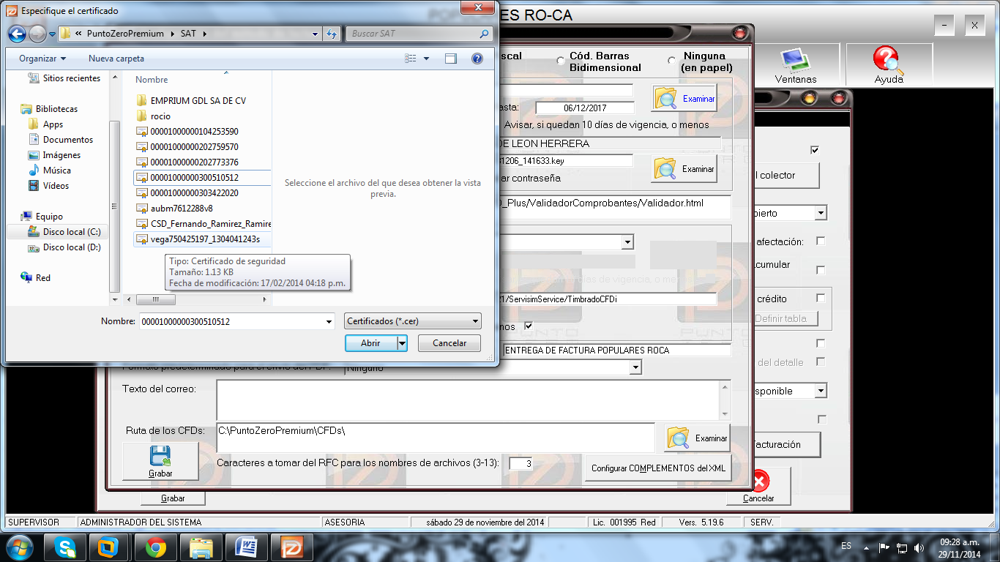 Especifique el certificado
ES RO-CA
« PuntoZeroPremium SAT
Buscar SAT
Organizar
Nueva carpeta
Sitios recientes
Bibliotecas
Apps
Documentos
Imágenes
Música
Vídeos
Equipo
Disco local (C:)
Disco local (D:)
Red
Nombre
EMPRIUM GDL SA DE CV
rocio
00001000000104253590
00001000000202759570
00001000000202773376
00001000000300510512
00001000000303422020
aubm7612288v8
CSD_Fernando_Ramirez_Ramire
vega750425197_1304041243s
Seleccione el archivo del que desea obtener la vista
previa.
Tipo: Certificado de seguridad
Tamaño: 1.13 KB
Fecha de modificación: 17/02/2014 04:18 p.m.
Nombre: 00001000000300510512
Certificados (*.cer)
Abrir
Cancelar
scal
Cód. Barras
Bidimensional
Ninguna
(en papel)
Examinar
asta: 06/12/2017
Avisar, si quedan 10 días de vigencia, o menos
DE LEON HERRERA
1206_141633.key
Examinar
ar contraseña
_Plus/ValidadorComprobantes/Validador.html
días de vigencia, o me
21/ServisimService/TimbradoCFDi
nos
ENTREGA DE FACTURA POPULARES ROCA
Formato predeterminado para el envío del PDF: Ninguno
Texto del correo:
Ruta de los CFDs: C:\PuntoZeroPremium\CFDs\
Examinar
Grabar
Caracteres a tomar del RFC para los nombres de archivos (3-13): 3
Configurar COMPLEMENTOS del XML
Ventanas
Ayuda
l colector
bierto
afectación:
cumular
crédito
Definir tabla
del detalle
sponible
acturación
Grabar
Cancelar
SUPERVISOR
ADMINISTRADOR DEL SISTEMA
ASESORIA
sábado 29 de noviembre del 2014
Lic. 001995 Red
Vers. 5.19.6
SERV.
ES
09:28 a.m.
29/11/2014